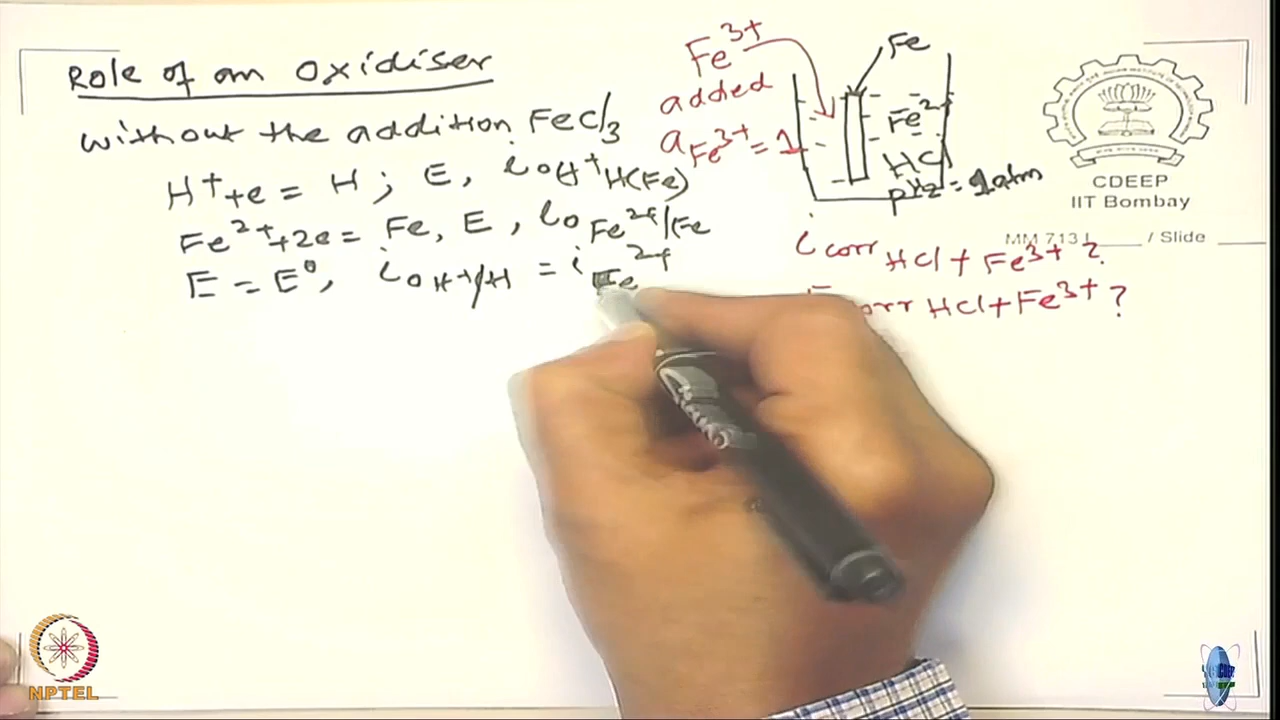 Role of an Oxidiser
Without the addition FeCl3
H+ + e = H ; E, i0 H+ H(Fe)
Fe2+ + 2e = Fe, E, i0 Fe2+/Fe
E = E0, i0 H+/H = i Fe2+
Fe3+
added
aFe3+ = 1
Fe
Fe2+
HCl
pH2 = 1atm
icorr HCl + Fe3+ ?
orr HCl + Fe3+ ?
CDEEP
IIT Bombay
MM 713 L / Slide
NPTEL